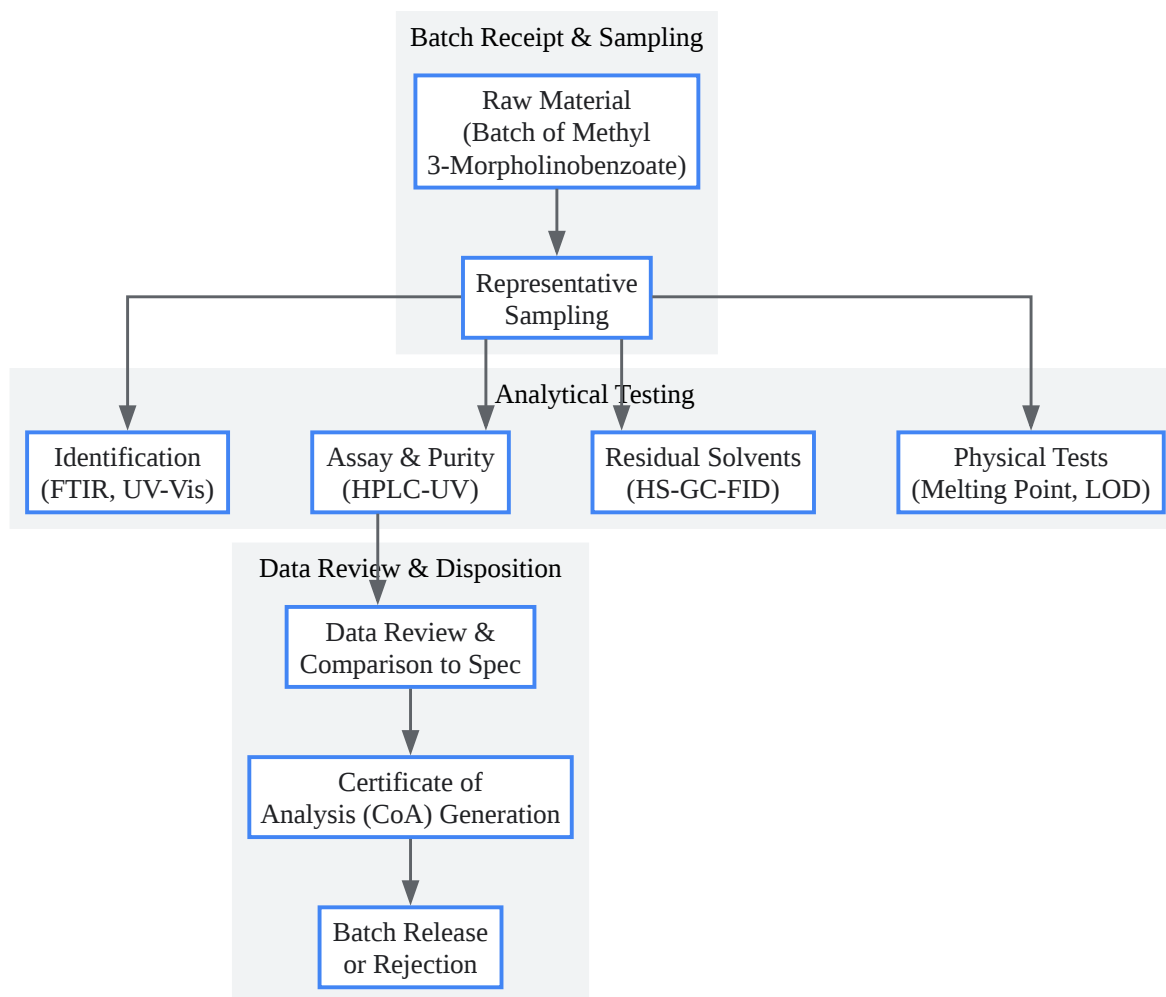 Batch Receipt & Sampling
Raw Material
(Batch of Methyl
3-Morpholinobenzoate)
Representative
Sampling
Analytical Testing
Identification
(FTIR, UV-Vis)
Assay & Purity
(HPLC-UV)
Residual Solvents
(HS-GC-FID)
Physical Tests
(Melting Point, LOD)
Data Review & Disposition
Data Review &
Comparison to Spec
Certificate of
Analysis (CoA) Generation
Batch Release
or Rejection